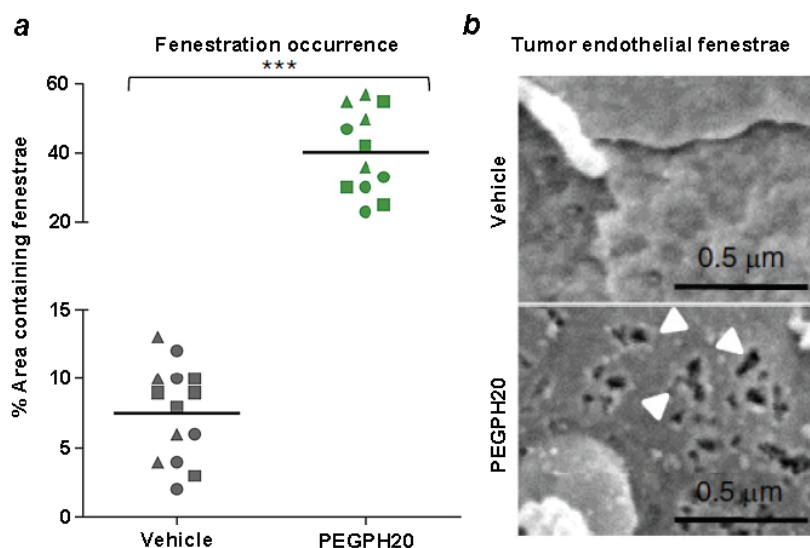 a
Fenestration occurrence
***
% Area containing fenestrae
60
40
20
15
10
5
0
Vehicle
PEGPH20
b
Tumor endothelial fenestrae
Vehicle
0.5 μm
PEGPH20
0.5 μm